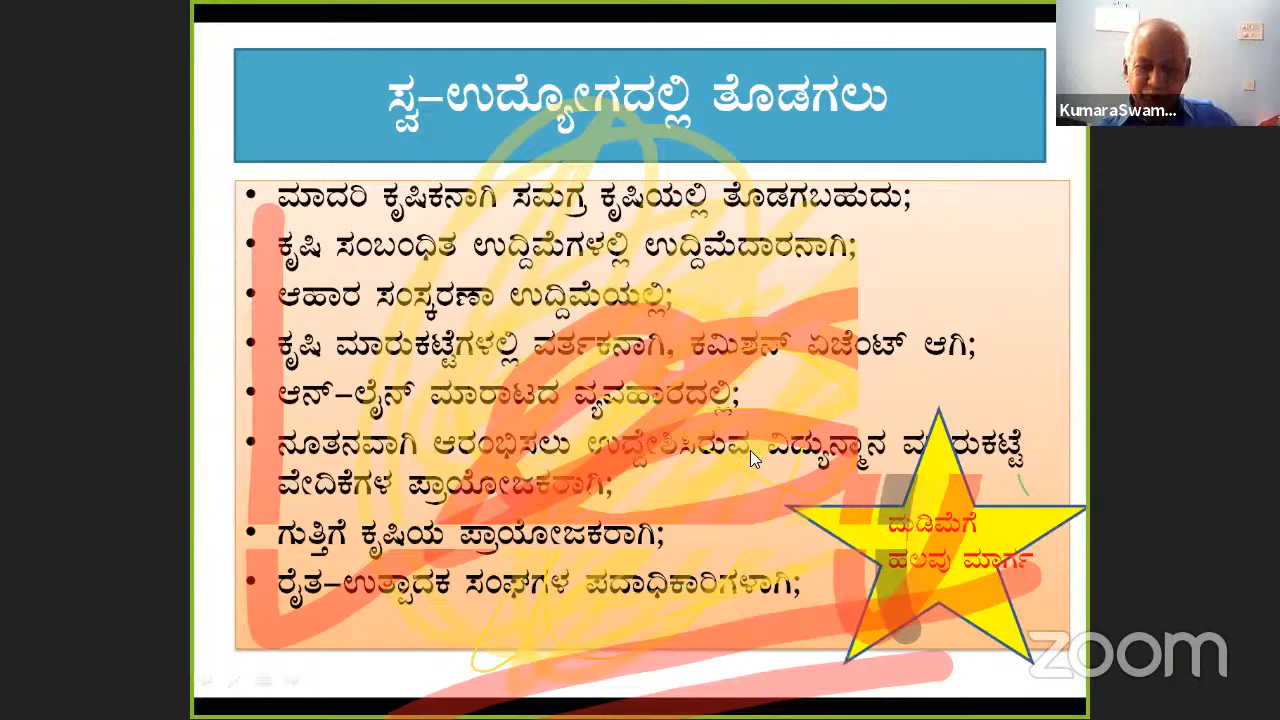 ಸ್ವ-ಉದ್ಯೋಗದಲ್ಲಿ ತೊಡಗಲು
KumaraSwam...
• ಮಾದರಿ ಕೃಷಿಕನಾಗಿ ಸಮಗ್ರ ಕೃಷಿಯಲ್ಲಿ ತೊಡಗಬಹುದು;
• ಕೃಷಿ ಸಂಬಂಧಿತ ಉದ್ದಿಮೆಗಳಲ್ಲಿ ಉದ್ದಿಮೆದಾರನಾಗಿ;
• ಆಹಾರ ಸಂಸ್ಕರಣಾ ಉದ್ದಿಮೆಯಲ್ಲಿ;
• ಕೃಷಿ ಮಾರುಕಟ್ಟೆಗಳಲ್ಲಿ ವರ್ತಕನಾಗಿ, ಕಮಿಶನ್ ಏಜೆಂಟ್ ಆಗಿ;
• ಆನ್-ಲೈನ್ ಮಾರಾಟದ ವ್ಯವಹಾರದಲ್ಲಿ;
• ನೂತನವಾಗಿ ಆರಂಭಿಸಲು ಉದ್ದೇಶಿಸಿರುವ ವಿದ್ಯುನ್ಮಾನ ಮಾರುಕಟ್ಟೆ
ವೇದಿಕೆಗಳ ಪ್ರಾಯೋಜಕರಾಗಿ;
• ಗುತ್ತಿಗೆ ಕೃಷಿಯ ಪ್ರಾಯೋಜಕರಾಗಿ;
• ರೈತ-ಉತ್ಪಾದಕ ಸಂಘಗಳ ಪದಾಧಿಕಾರಿಗಳಾಗಿ;
ದುಡಿಮೆಗೆ
ಹಲವು ಮಾರ್ಗ
zoom